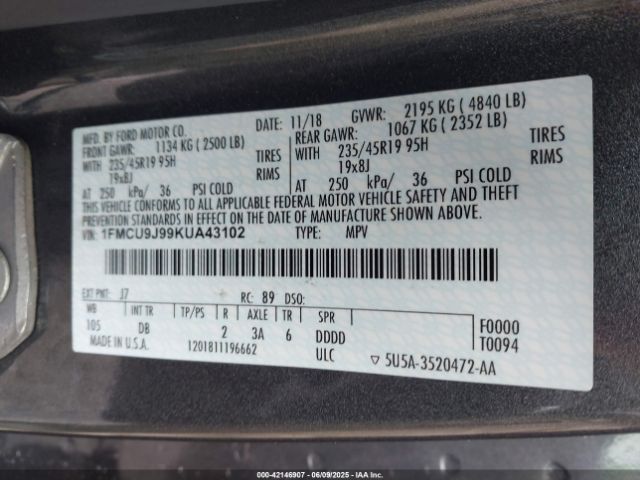 MFD. BY FORD MOTOR CO.
DATE: 11/18 GVWR: 2195 KG ( 4840 LB)
FRONT GAWR: 1134 KG ( 2500 LB)
REAR GAWR: 1067 KG ( 2352 LB)
WITH 235/45R19 95H TIRES
WITH 235/45R19 95H TIRES
19x8J RIMS
19x8J RIMS
AT 250 kPa/ 36 PSI COLD
AT 250 kPa/ 36 PSI COLD
THIS VEHICLE CONFORMS TO ALL APPLICABLE FEDERAL MOTOR VEHICLE SAFETY AND THEFT
PREVENTION STANDARDS IN EFFECT ON THE DATE OF MANUFACTURE SHOWN ABOVE.
VIN: 1FMCU9J99KUA43102 TYPE: MPV
EXT PNT: J7 RC: 89 DSO:
WB INT TR TP/PS R AXLE TR SPR
105 DB 2 3A 6 DDDD F0000
MADE IN U.S.A. 1201811196662 ULC T0094
▽ 5U5A-3520472-AA
000-42146907 - 06/09/2025 - IAA Inc.